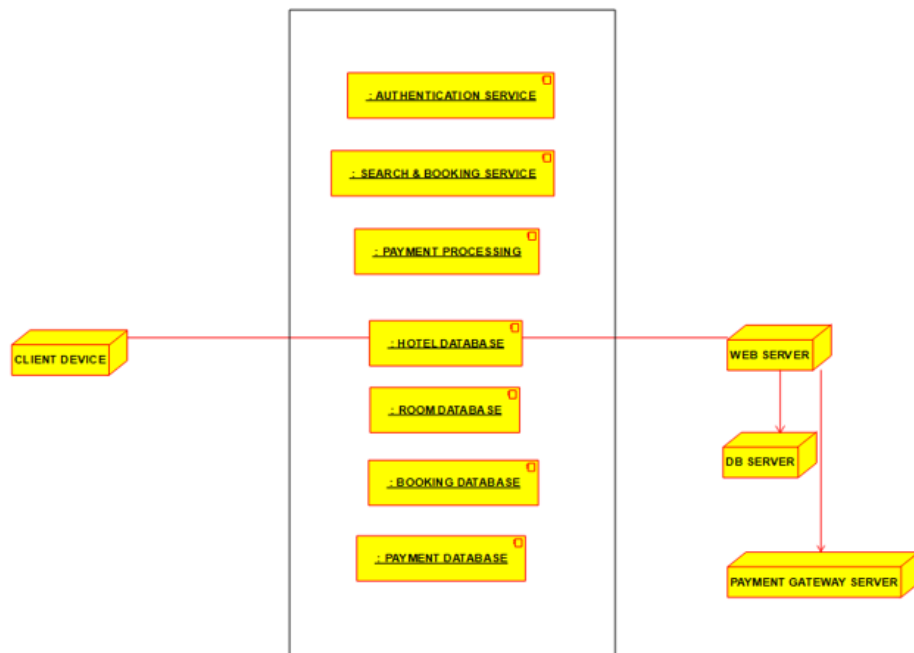 : AUTHENTICATION SERVICE
: SEARCH & BOOKING SERVICE
: PAYMENT PROCESSING
: HOTEL DATABASE
CLIENT DEVICE
WEB SERVER
: ROOM DATABASE
DB SERVER
: BOOKING DATABASE
: PAYMENT DATABASE
PAYMENT GATEWAY SERVER